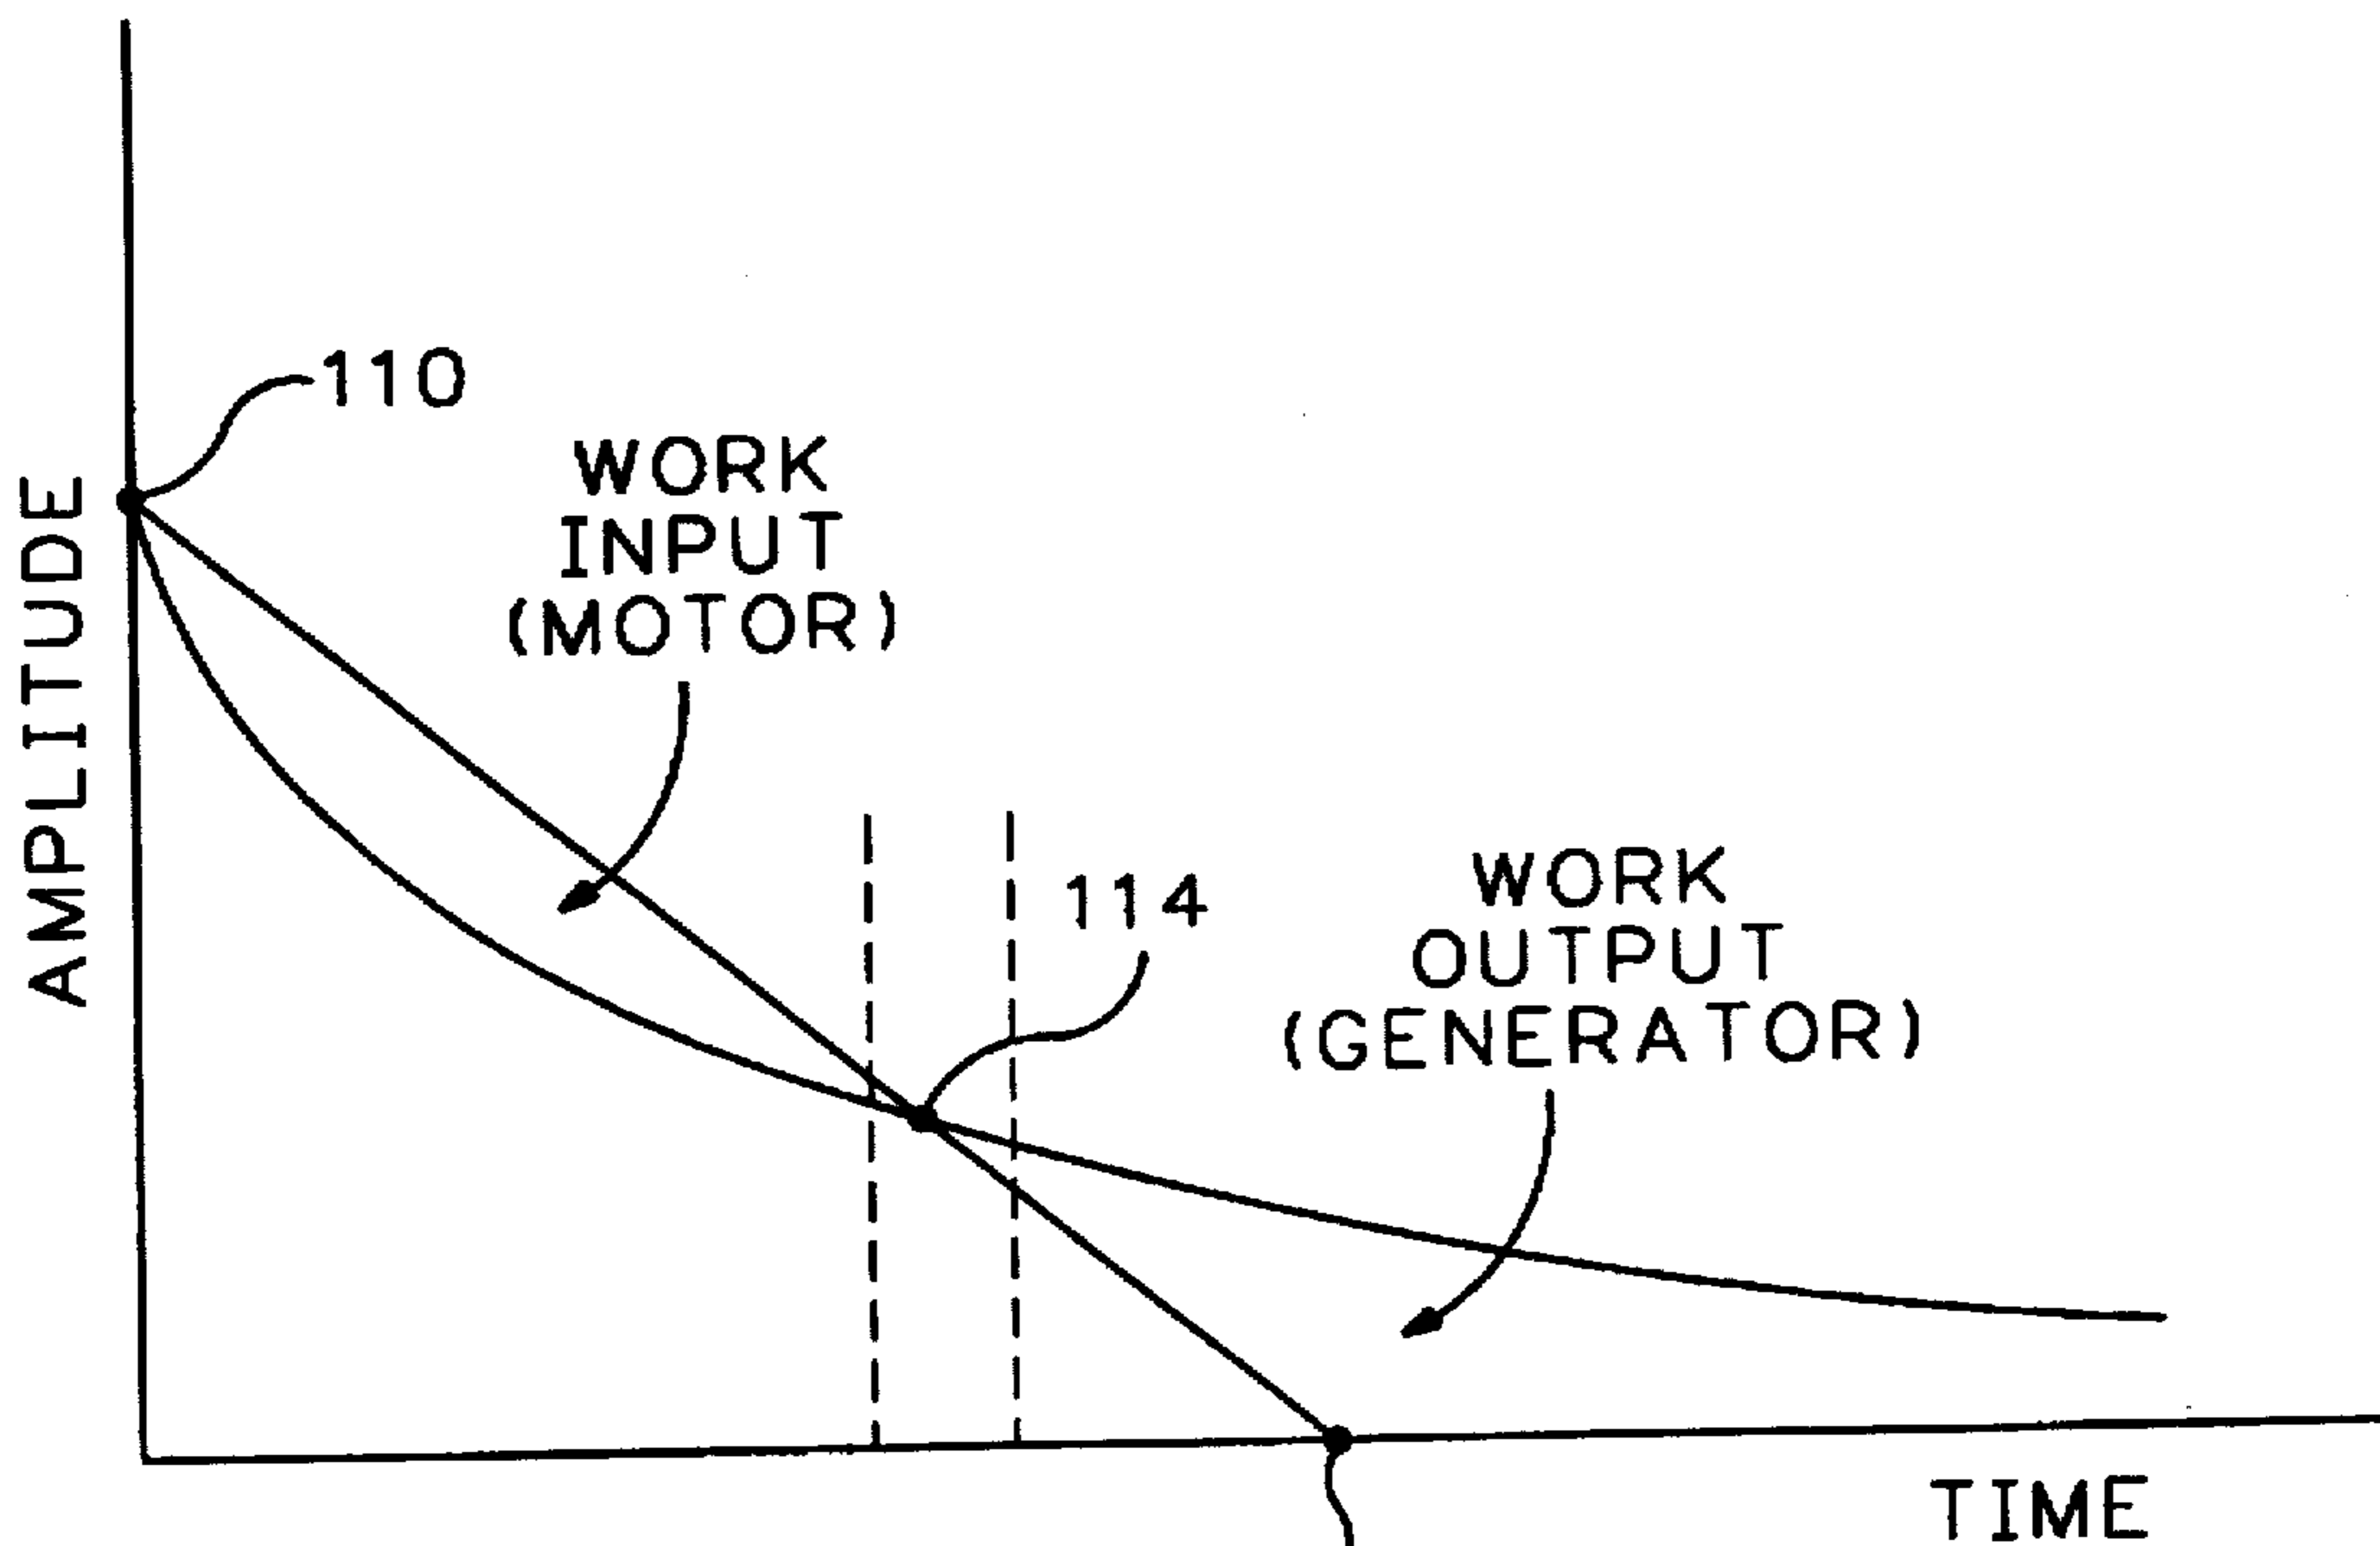 110
WORK
INPUT
(MOTOR)
AMPLITUDE
114
WORK
OUTPUT
(GENERATOR)
TIME